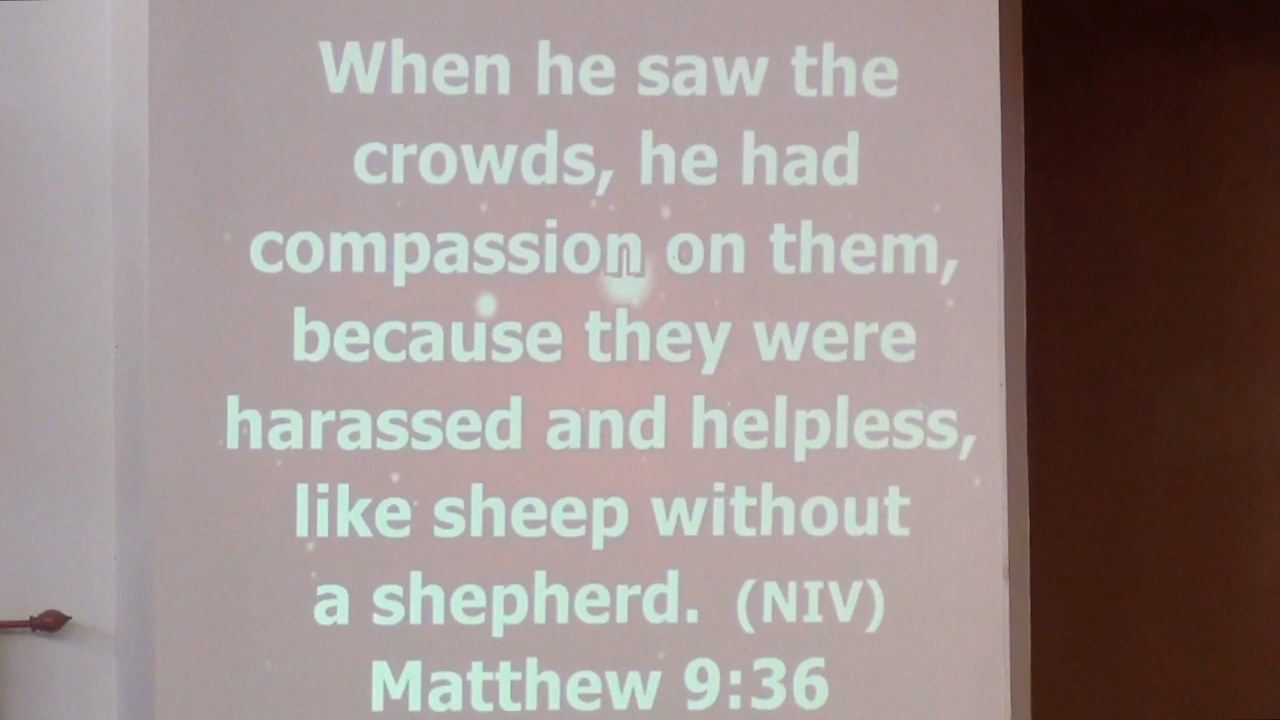 When he saw the
crowds, he had
compassion on them,
because they were
harassed and helpless,
like sheep without
a shepherd. (NIV)
Matthew 9:36